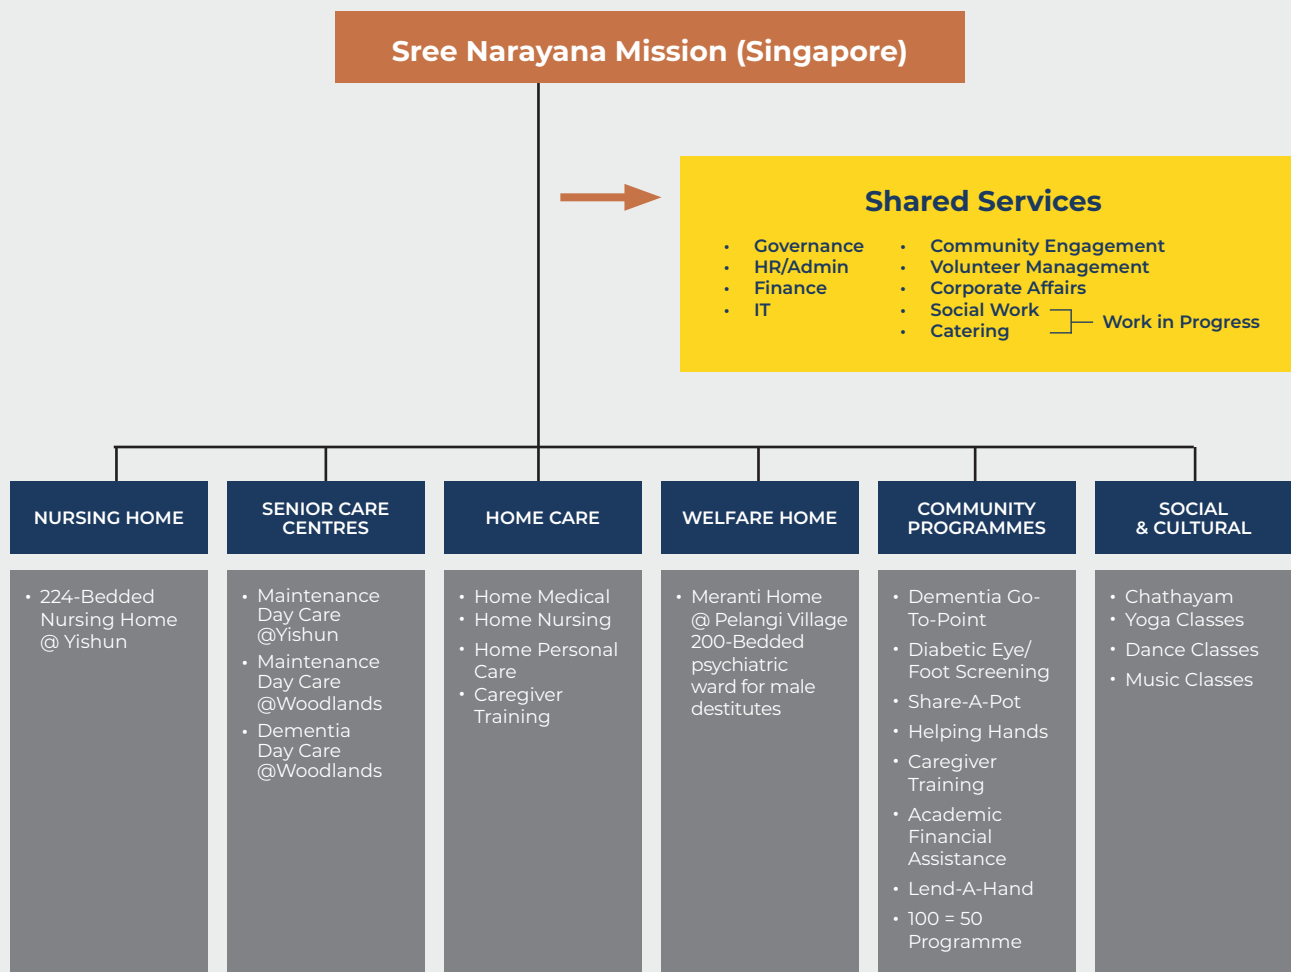 Sree Narayana Mission (Singapore)
Shared Services
• Governance
• HR/Admin
• Finance
• IT
• Community Engagement
• Volunteer Management
• Corporate Affairs
• Social Work
• Catering
Work in Progress
NURSING HOME
• 224-Bedded
Nursing Home
@ Yishun
SENIOR CARE
CENTRES
• Maintenance
Day Care
@Yishun
• Maintenance
Day Care
@Woodlands
• Dementia
Day Care
@Woodlands
HOME CARE
• Home Medical
• Home Nursing
• Home Personal
Care
• Caregiver
Training
WELFARE HOME
• Meranti Home
@ Pelangi Village
200-Bedded
psychiatric
ward for male
destitutes
COMMUNITY
PROGRAMMES
• Dementia Go-
To-Point
• Diabetic Eye/
Foot Screening
• Share-A-Pot
• Helping Hands
• Caregiver
Training
• Academic
Financial
Assistance
• Lend-A-Hand
• 100 = 50
Programme
SOCIAL
& CULTURAL
• Chathayam
• Yoga Classes
• Dance Classes
• Music Classes